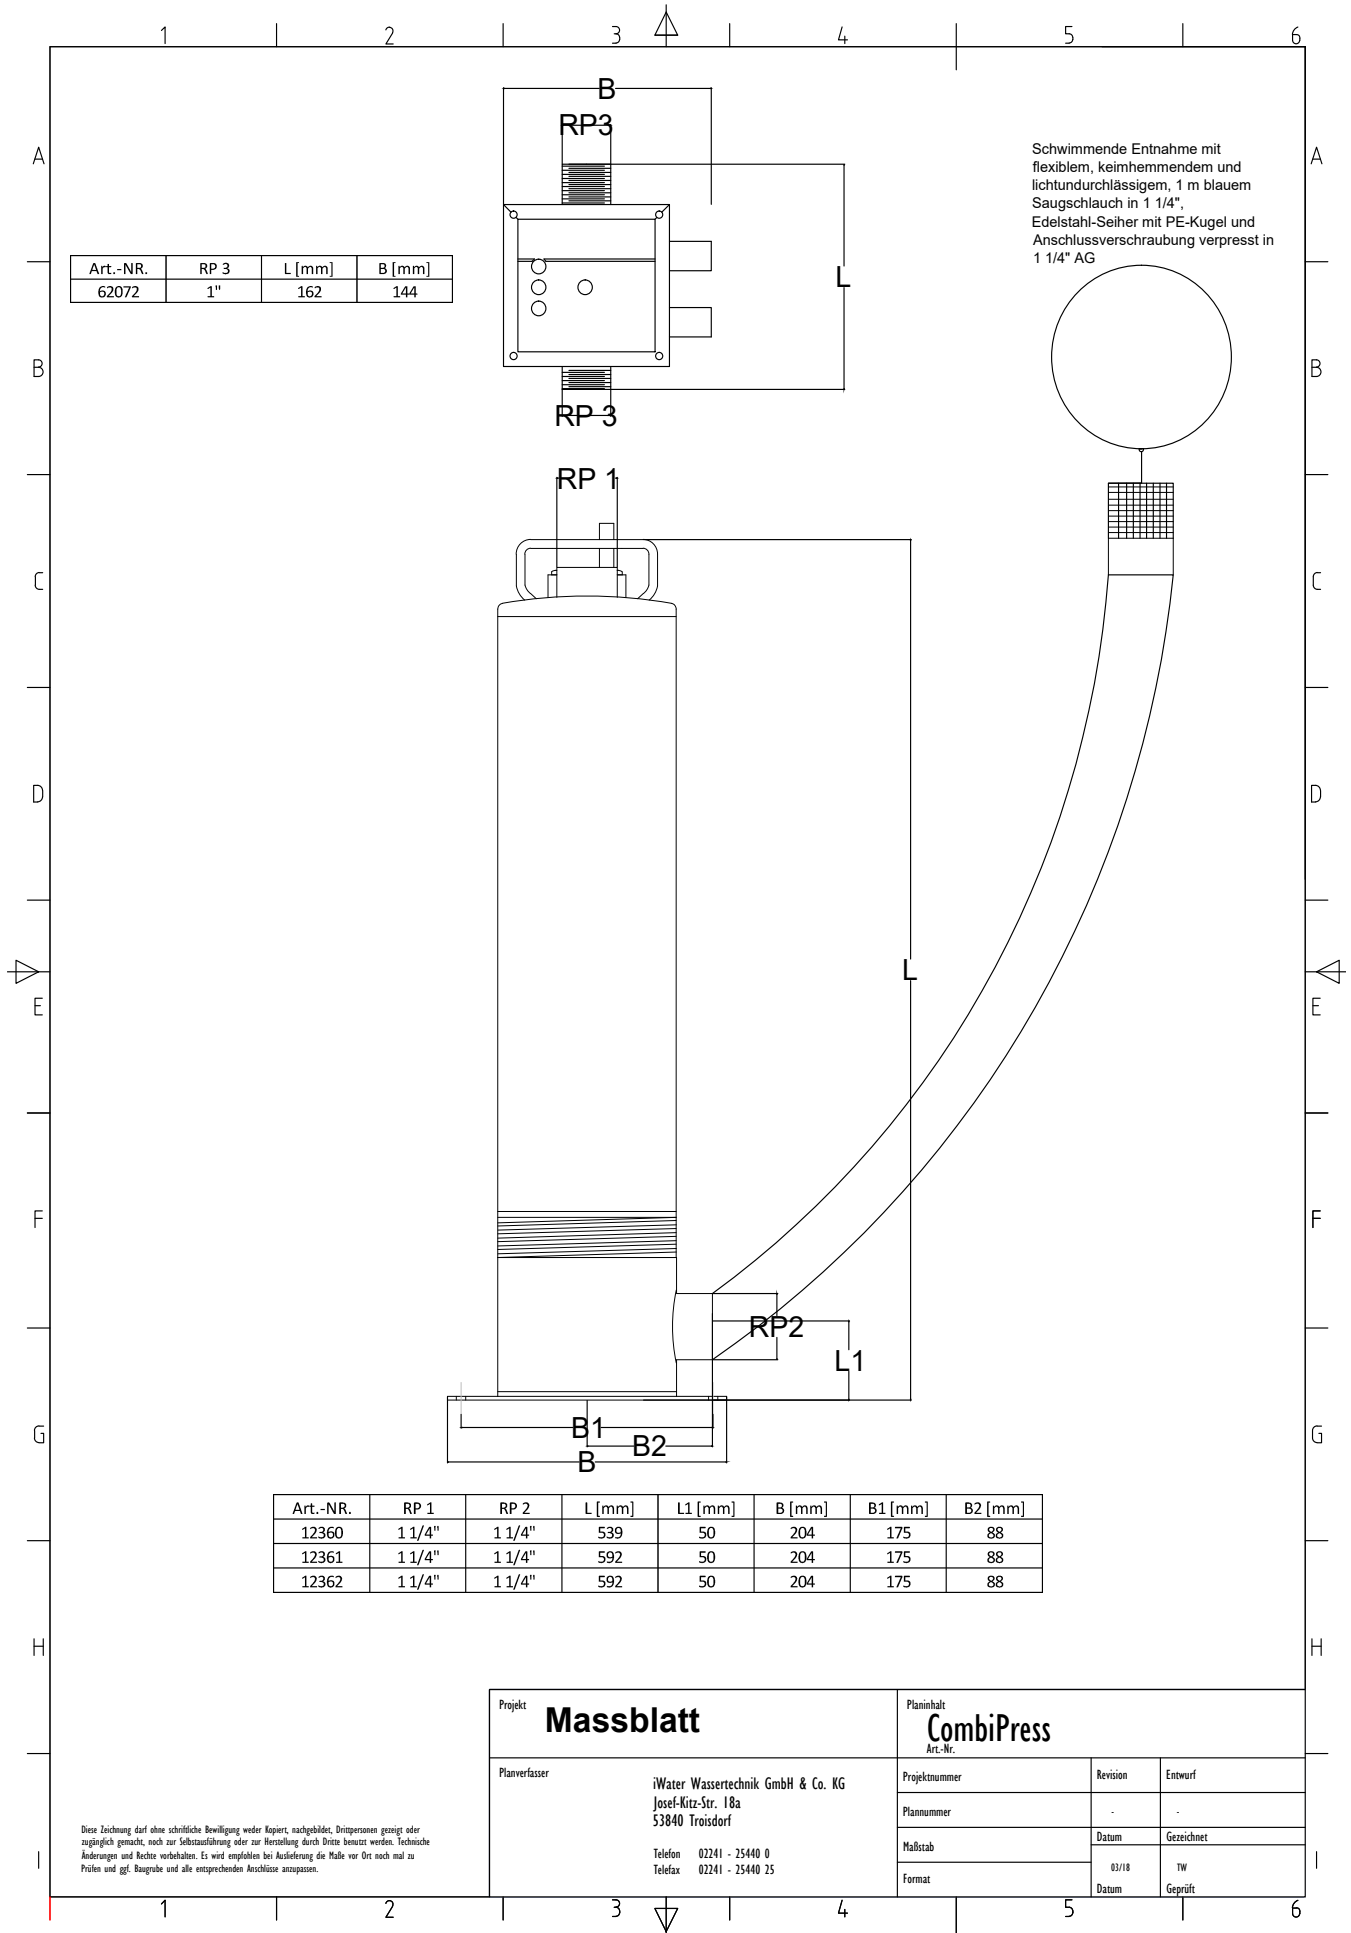 1 2 3 4 5 6
A A
B B
C C
D D
E E
F F
G G
H H
I I
B
RP3
L
RP 3
Schwimmende Entnahme mit
flexiblem, keimhemmendem und
lichtundurchlässigem, 1 m blauem
Saugschlauch in 1 1/4",
Edelstahl-Seiher mit PE-Kugel und
Anschlussverschraubung verpresst in
1 1/4" AG
Art.-NR. RP 3 L [mm] B [mm]
62072 1" 162 144
RP 1
L
RP2
L1
B1
B2
B
Art.-NR. RP 1 RP 2 L [mm] L1 [mm] B [mm] B1 [mm] B2 [mm]
12360 1 1/4" 1 1/4" 539 50 204 175 88
12361 1 1/4" 1 1/4" 592 50 204 175 88
12362 1 1/4" 1 1/4" 592 50 204 175 88
Projekt
Massblatt
Planinhalt
CombiPress
Art.-Nr.
Planverfasser
iWater Wassertechnik GmbH & Co. KG
Josef-Kitz-Str. 18a
53840 Troisdorf
Telefon 02241 - 25440 0
Telefax 02241 - 25440 25
Projektnummer Revision Entwurf
Plannummer - -
Maßstab Datum Gezeichnet
03/18 TW
Format Datum Geprüft
Diese Zeichnung darf ohne schriftliche Bewilligung weder Kopiert, nachgebildet, Drittpersonen gezeigt oder
zugänglich gemacht, noch zur Selbstausführung oder zur Herstellung durch Dritte benutzt werden. Technische
Änderungen und Rechte vorbehalten. Es wird empfohlen bei Auslieferung die Maße vor Ort noch mal zu
Prüfen und ggf. Baugrube und alle entsprechenden Anschlüsse anzupassen.
1 2 3 4 5 6